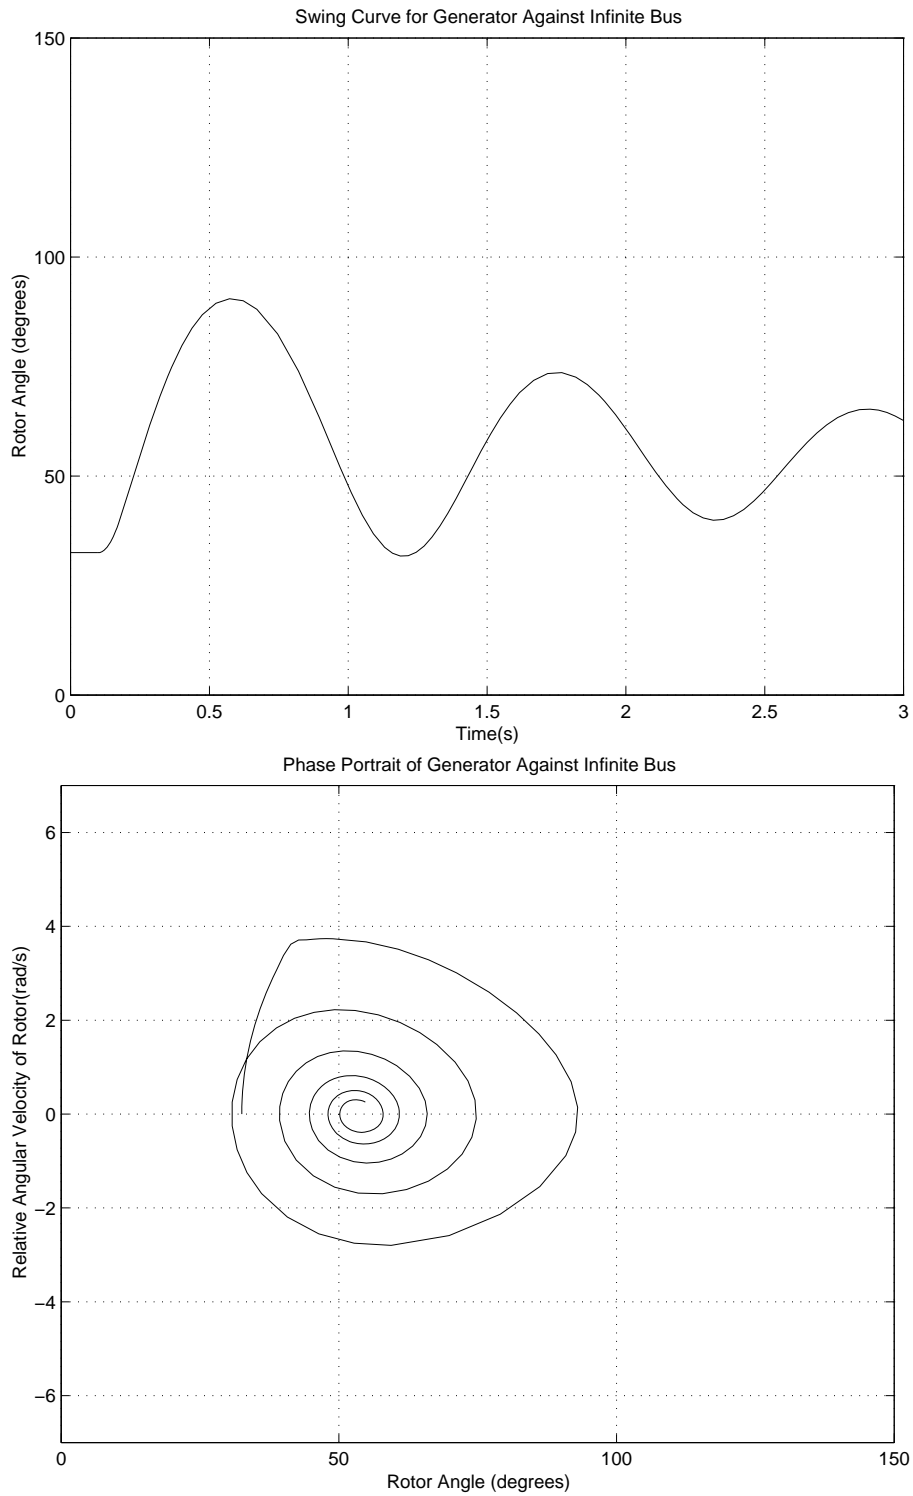 Swing Curve for Generator Against Infinite Bus
150
100
50
0
Rotor Angle (degrees)
0 0.5 1 1.5 2 2.5 3
Time(s)
Phase Portrait of Generator Against Infinite Bus
6
4
2
0
−2
−4
−6
Relative Angular Velocity of Rotor(rad/s)
0 50 100 150
Rotor Angle (degrees)